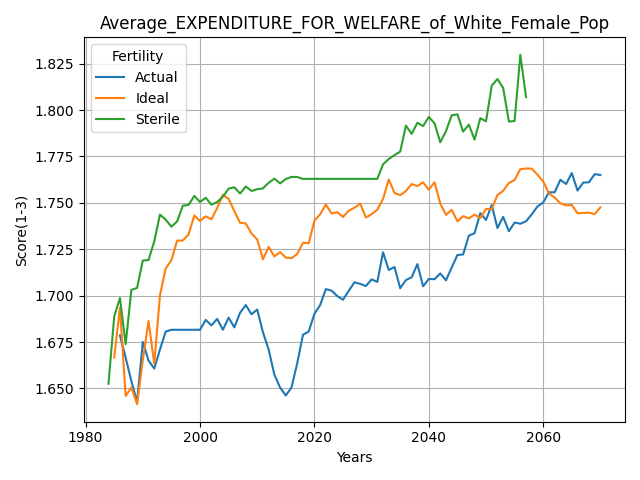 Average_EXPENDITURE_FOR_WELFARE_of_White_Female_Pop
Fertility
Actual
Ideal
Sterile
Score(1-3)
1.825
1.800
1.775
1.750
1.725
1.700
1.675
1.650
1980
2000
2020
2040
2060
Years